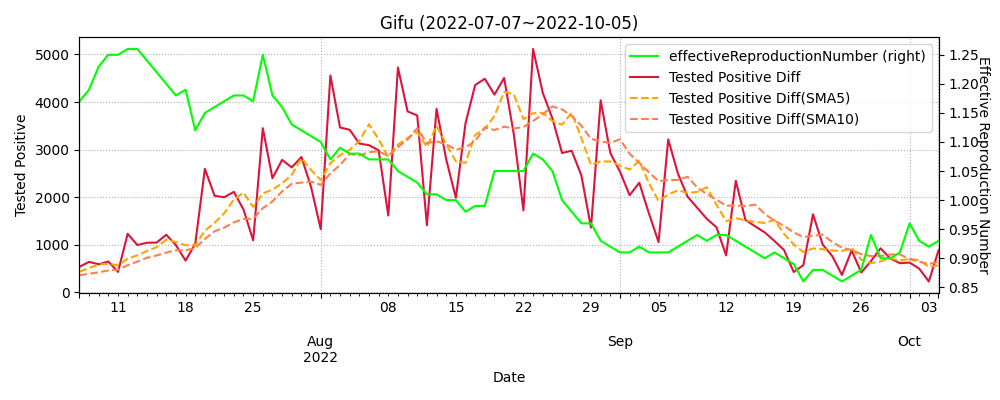 Gifu (2022-07-07~2022-10-05)
effectiveReproductionNumber (right)
Tested Positive Diff
Tested Positive Diff(SMA5)
Tested Positive Diff(SMA10)
Tested Positive
5000
4000
3000
2000
1000
0
1.25
1.20
1.15
1.10
1.05
1.00
0.95
0.90
0.85
Effective Reproduction Number
11 18 25 08 15 22 29 05 12 19 26 03
Aug Sep Oct
2022
Date